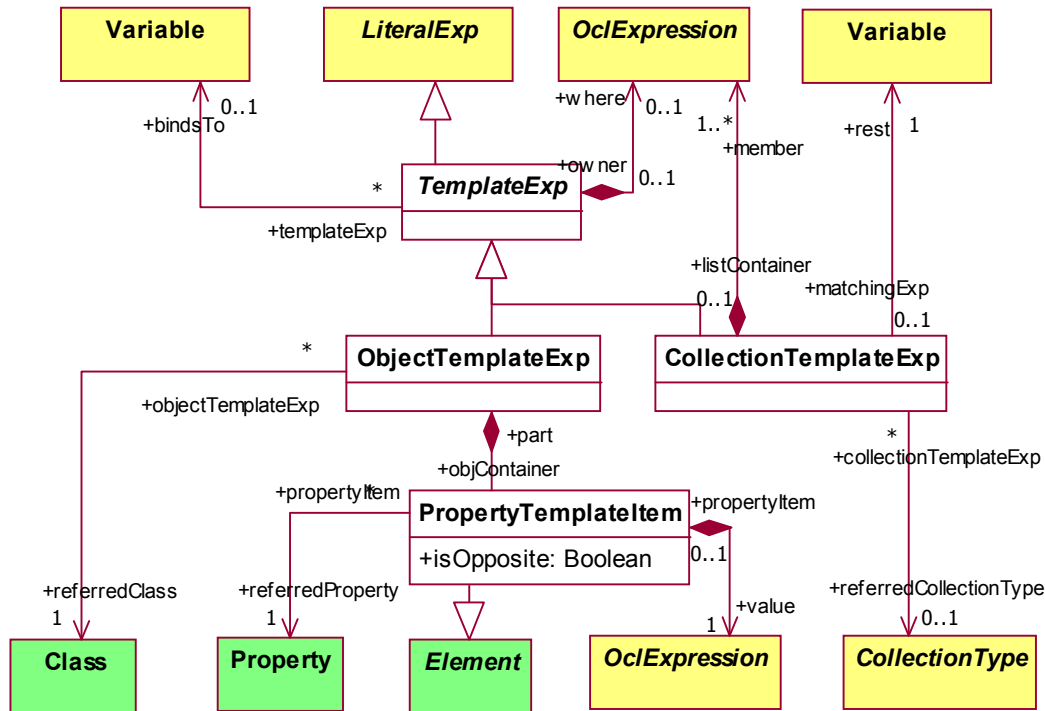 Variable
LiteralExp
OclExpression
Variable
+bindsTo
0..1
+where
0..1
1..*
+member
+rest
1
+owner
0..1
TemplateExp
*
+templateExp
+listContainer
0..1
+matchingExp
0..1
ObjectTemplateExp
CollectionTemplateExp
*
+objectTemplateExp
+part
+objContainer
*
+collectionTemplateExp
+propertyItem
*
PropertyTemplateItem
+isOpposite: Boolean
+propertyItem
0..1
+referredClass
1
+referredProperty
1
+value
1
+referredCollectionType
0..1
Class
Property
Element
OclExpression
CollectionType